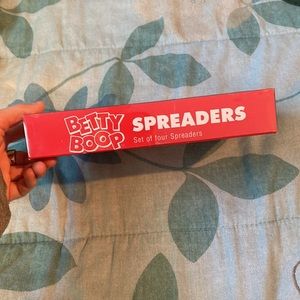 BETTY
BOOP
SPREADERS
Set of four Spreaders